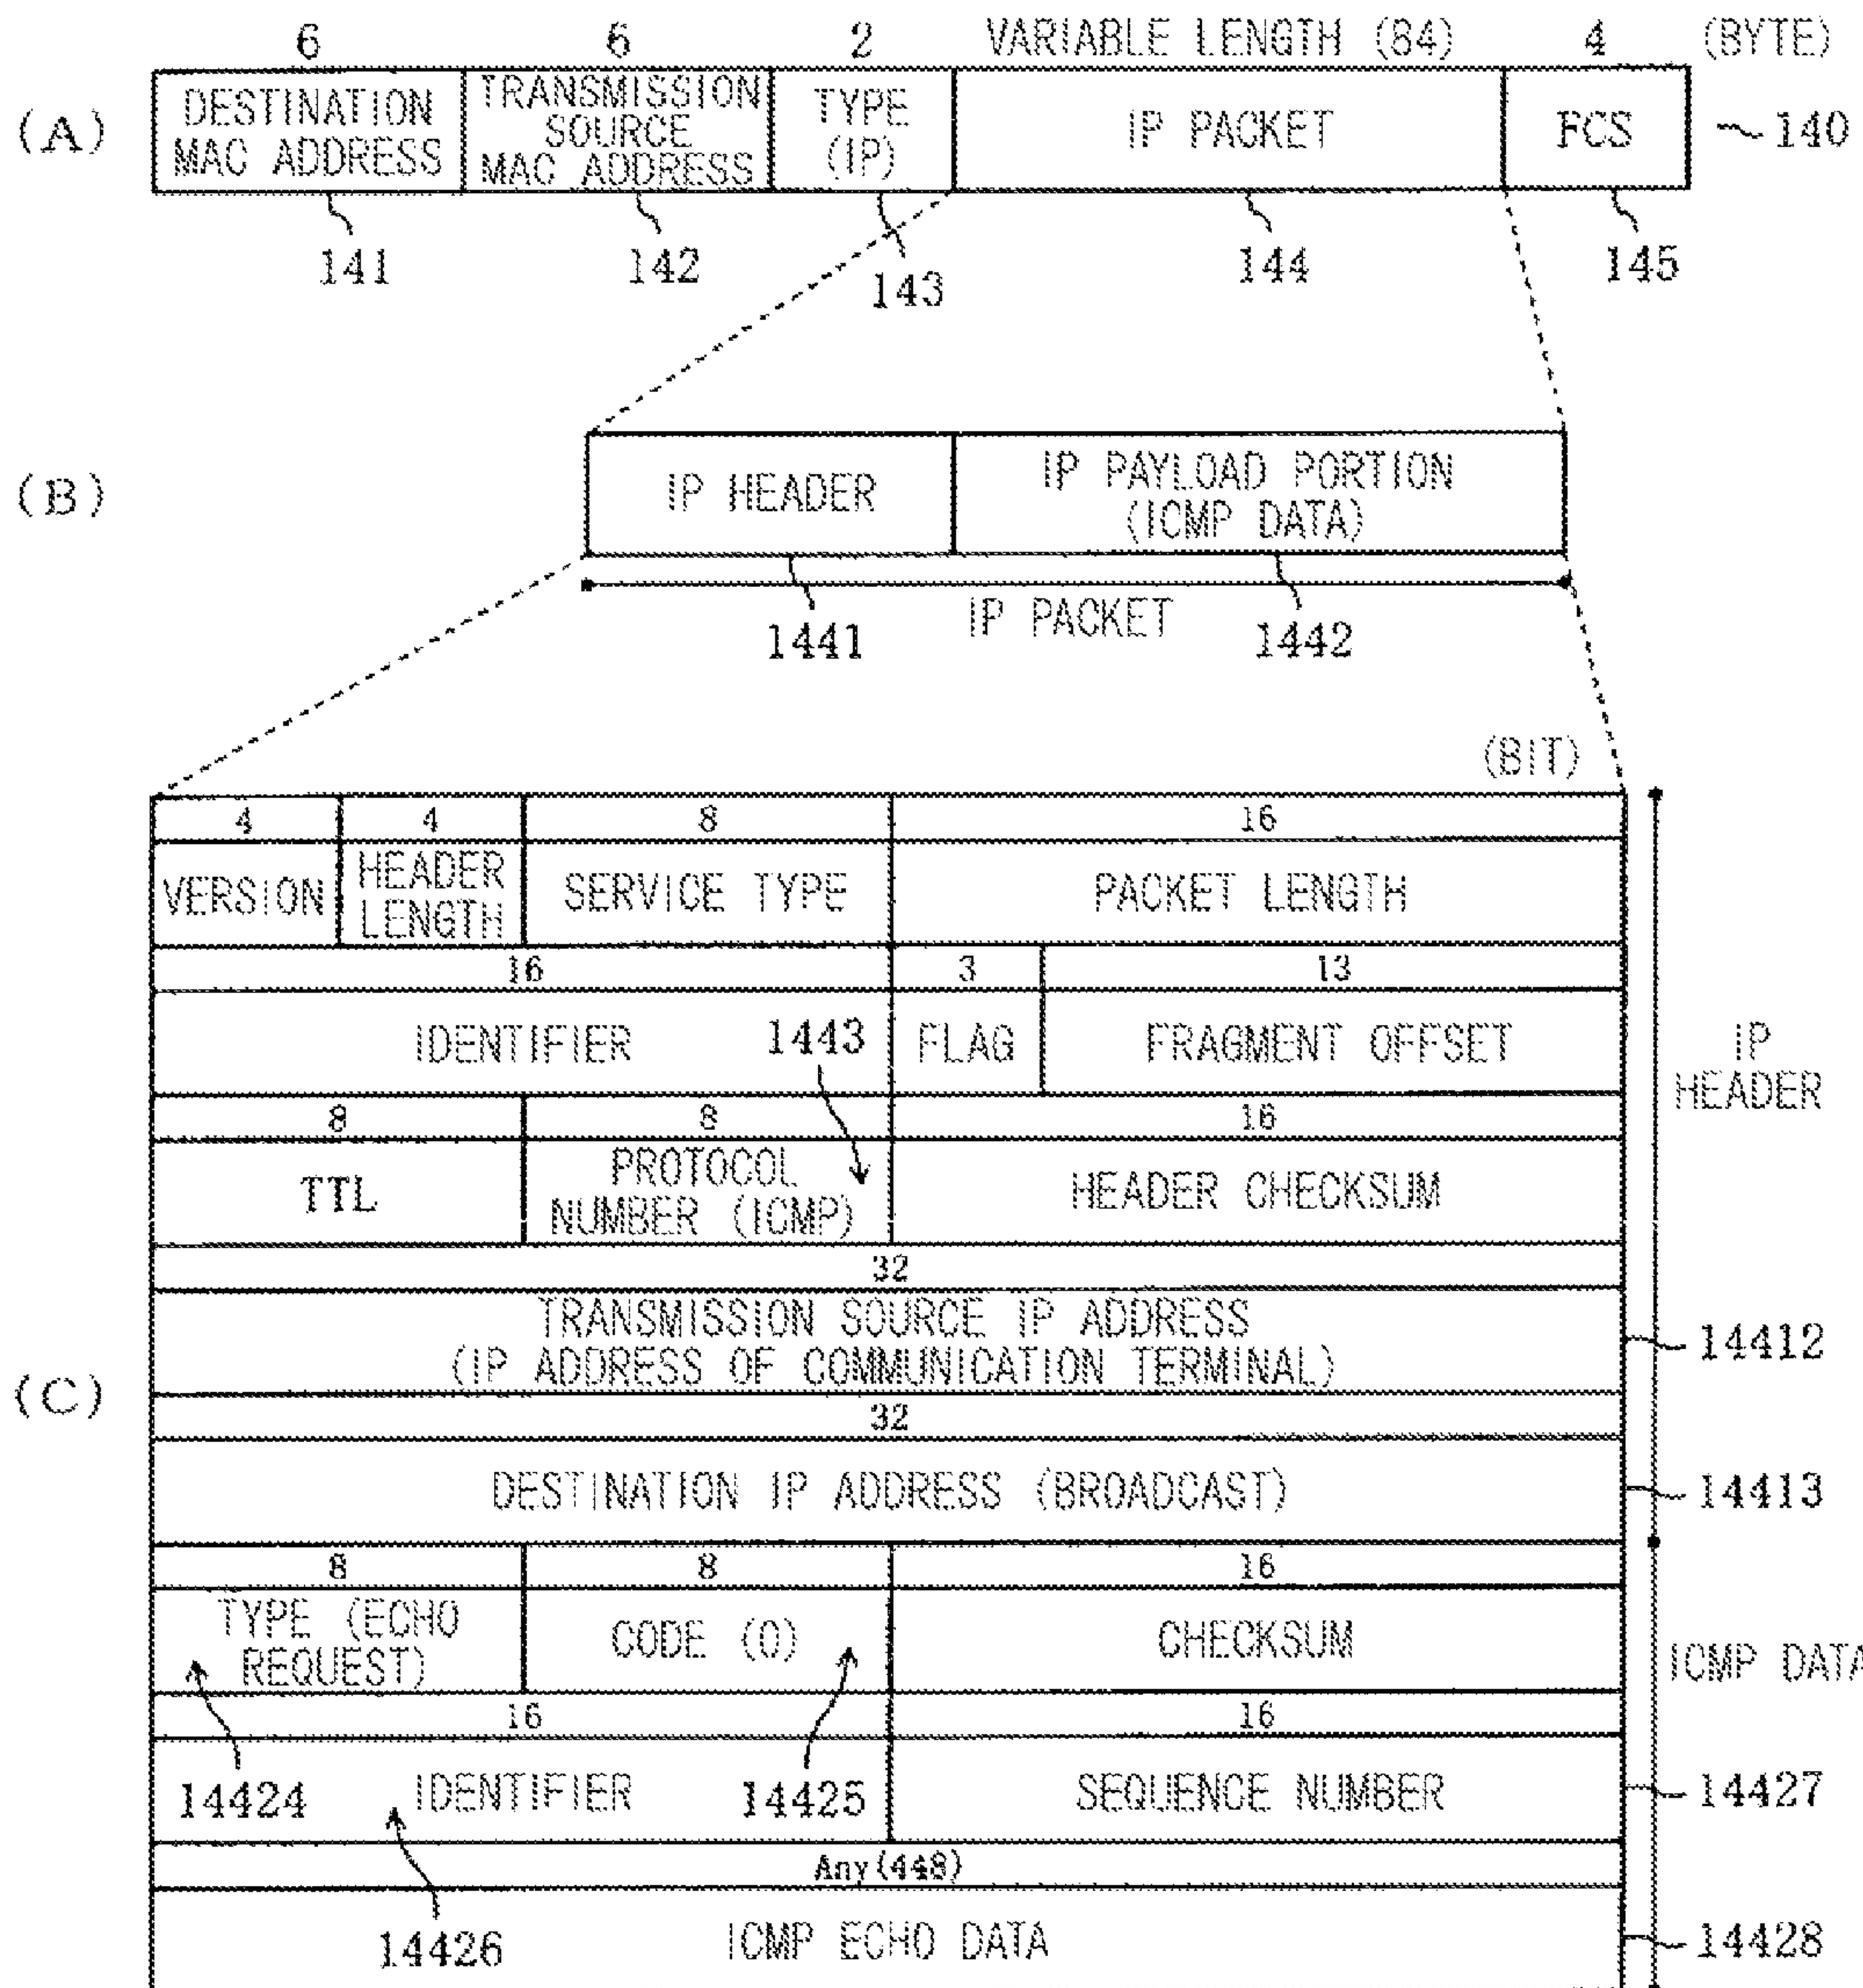 6 6 2 VARIABLE LENGTH (84) 4 (BYTE)
(A)
DESTINATION
MAC ADDRESS
TRANSMISSION
SOURCE
MAC ADDRESS
TYPE
(IP)
IP PACKET
FCS
140
141
142
143
144
145
(B)
IP HEADER
IP PAYLOAD PORTION
(ICMP DATA)
IP PACKET
1441
1442
(BIT)
4 4 8 16
VERSION
HEADER
LENGTH
SERVICE TYPE
PACKET LENGTH
16 3 13
IDENTIFIER
1443
FLAG
FRAGMENT OFFSET
IP
HEADER
8 8 16
TTL
PROTOCOL
NUMBER (ICMP)
HEADER CHECKSUM
32
TRANSMISSION SOURCE IP ADDRESS
(IP ADDRESS OF COMMUNICATION TERMINAL)
14412
(C)
32
DESTINATION IP ADDRESS (BROADCAST)
14413
8 8 16
TYPE (ECHO
REQUEST)
CODE (0)
CHECKSUM
ICMP DATA
16 16
14424
IDENTIFIER
14425
SEQUENCE NUMBER
14427
Any(448)
14426
ICMP ECHO DATA
14428